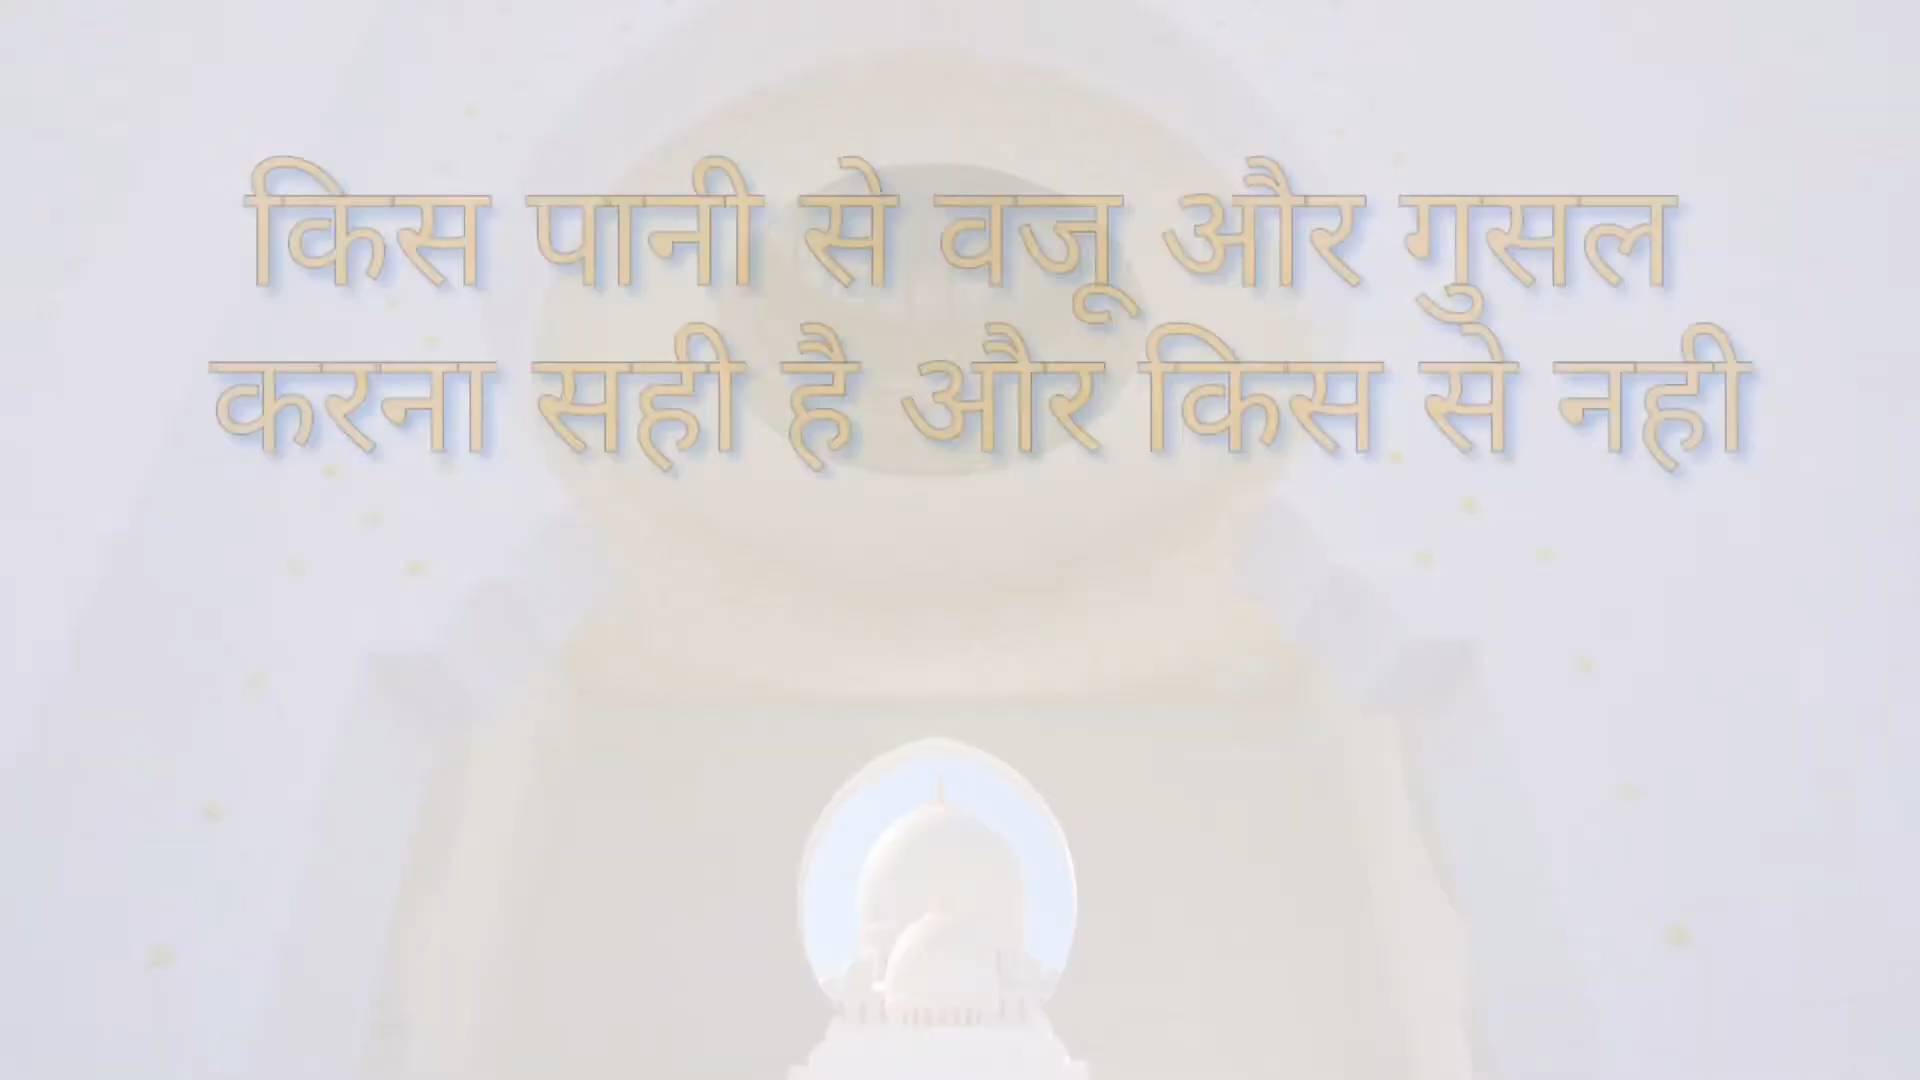 किस पानी से वजू और गुसल
करना सही है और किस से नही